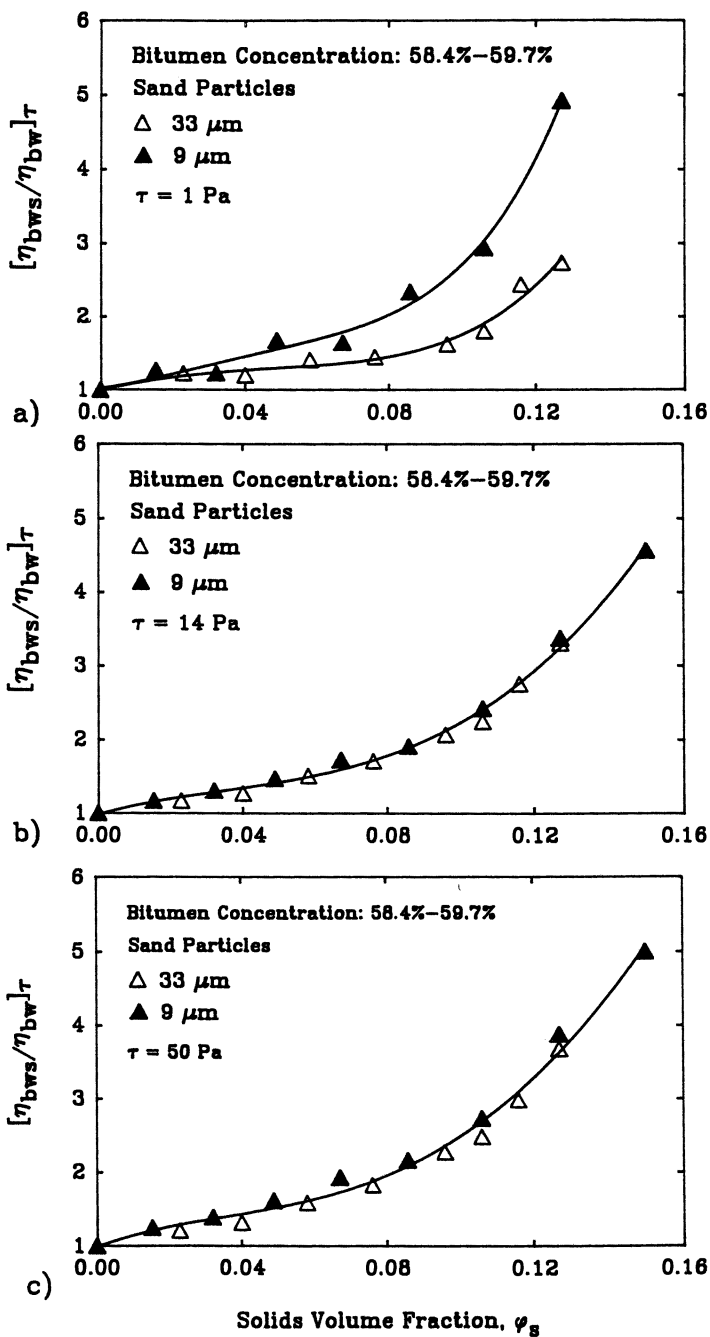 6
Bitumen Concentration: 58.4%–59.7%
Sand Particles
5
△ 33 μm
▲ 9 μm
4
τ = 1 Pa
[ηbws/ηbw]τ
3
2
1
a)
0.00 0.04 0.08 0.12 0.16
6
Bitumen Concentration: 58.4%–59.7%
Sand Particles
5
△ 33 μm
▲ 9 μm
4
τ = 14 Pa
[ηbws/ηbw]τ
3
2
1
b)
0.00 0.04 0.08 0.12 0.16
6
Bitumen Concentration: 58.4%–59.7%
Sand Particles
5
△ 33 μm
▲ 9 μm
4
τ = 50 Pa
[ηbws/ηbw]τ
3
2
1
c)
0.00 0.04 0.08 0.12 0.16
Solids Volume Fraction, φs